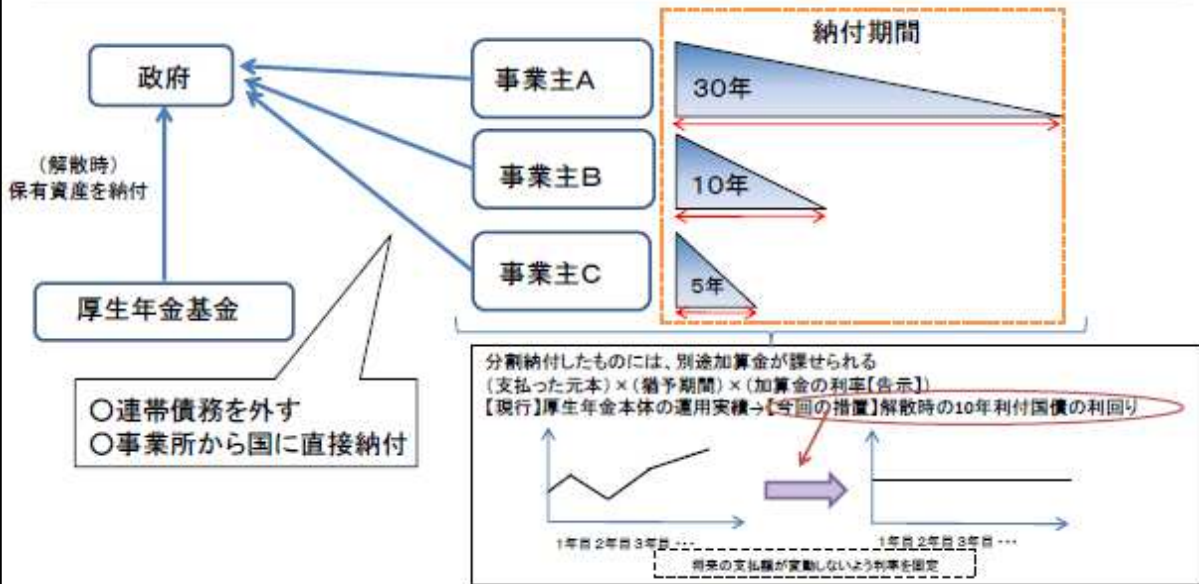 納付期間
政府
事業主A
30年
(解散時)
保有資産を納付
事業主B
10年
事業主C
5年
厚生年金基金
○連帯債務を外す
○事業所から国に直接納付
分割納付したものには、別途加算金が課せられる
(支払った元本)×(猶予期間)×(加算金の利率【告示】)
【現行】厚生年金本体の運用実績→【今回の措置】解散時の10年利付国債の利回り
1年目 2年目 3年目 ・・・
1年目 2年目 3年目 ・・・
将来の支払額が変動しないよう利率を固定